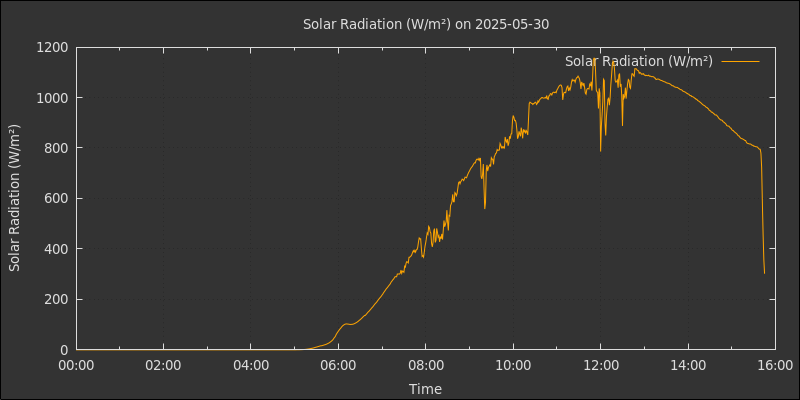 Solar Radiation (W/m²) on 2025-05-30
Solar Radiation (W/m²)
Solar Radiation (W/m²)
1200
1000
800
600
400
200
0
00:00 02:00 04:00 06:00 08:00 10:00 12:00 14:00 16:00
Time